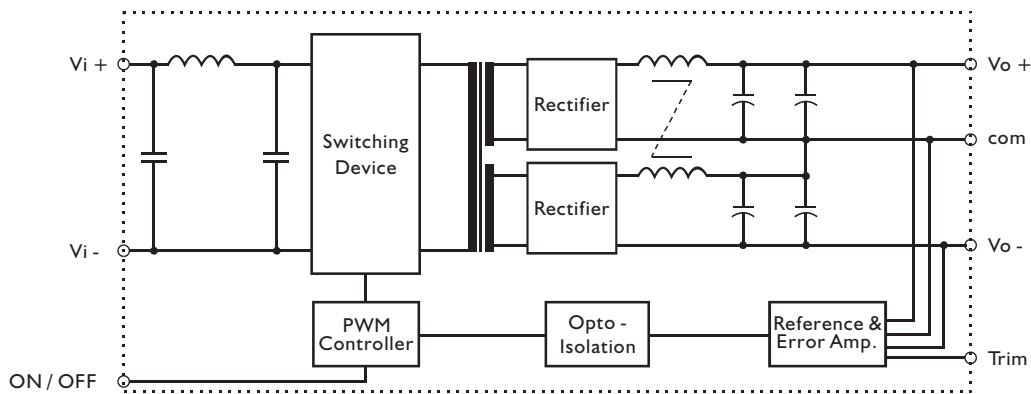 Vi +
Vo +
Rectifier
Switching
Device
com
Rectifier
Vi -
Vo -
PWM
Controller
Opto -
Isolation
Reference &
Error Amp.
Trim
ON / OFF